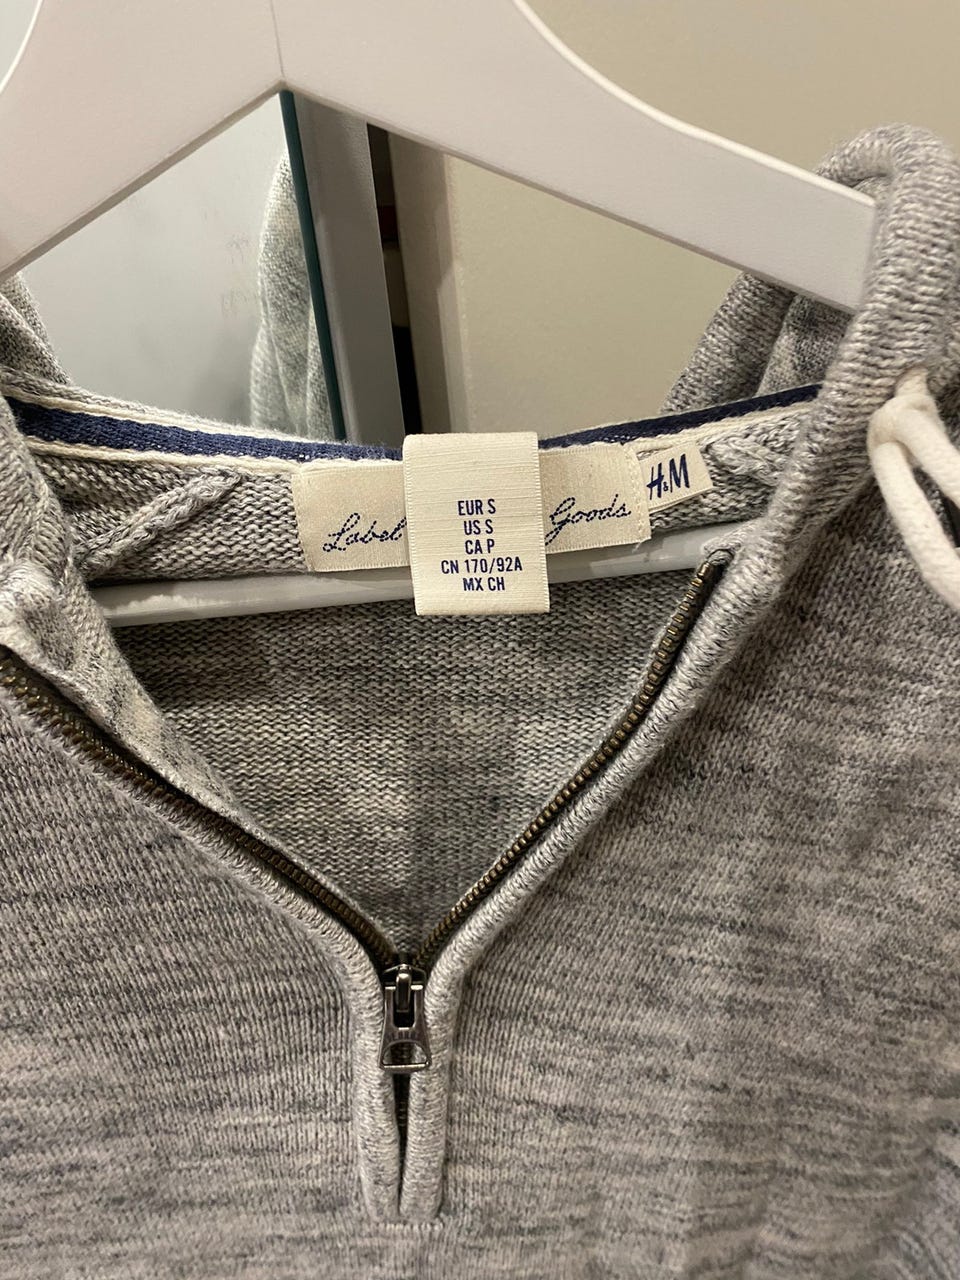 Label Goods
H&M
EUR S
US S
CA P
CN 170/92A
MX CH